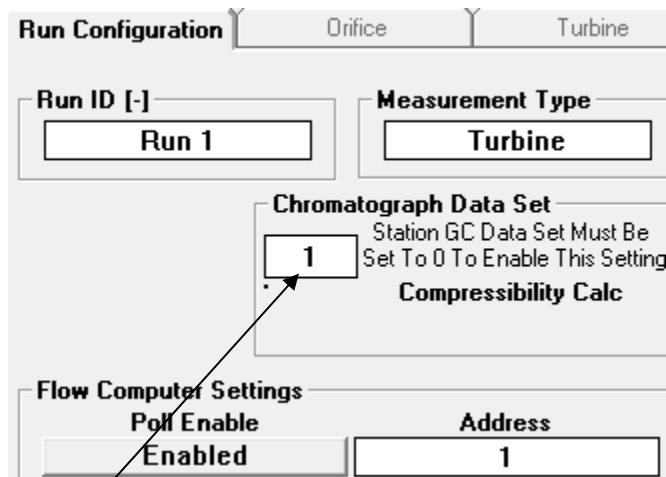 Run Configuration Orifice Turbine
Run ID [-] Measurement Type
Run 1 Turbine
Chromatograph Data Set
Station GC Data Set Must Be
1 Set To 0 To Enable This Setting
Compressibility Calc
Flow Computer Settings
Poll Enable Address
Enabled 1